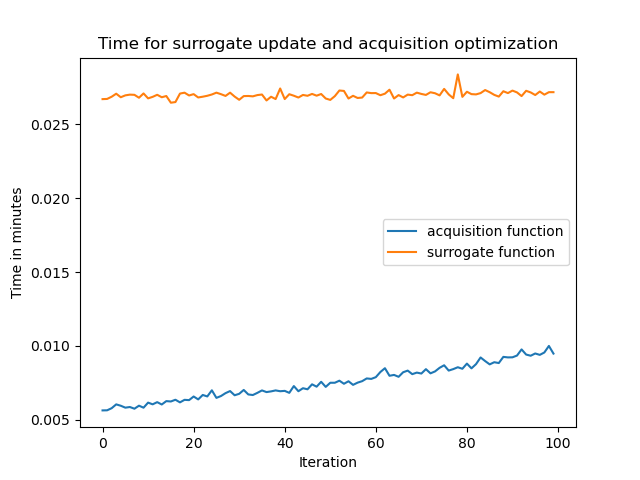 Time for surrogate update and acquisition optimization
0.025
0.020
0.015
0.010
0.005
Time in minutes
acquisition function
surrogate function
0 20 40 60 80 100
Iteration